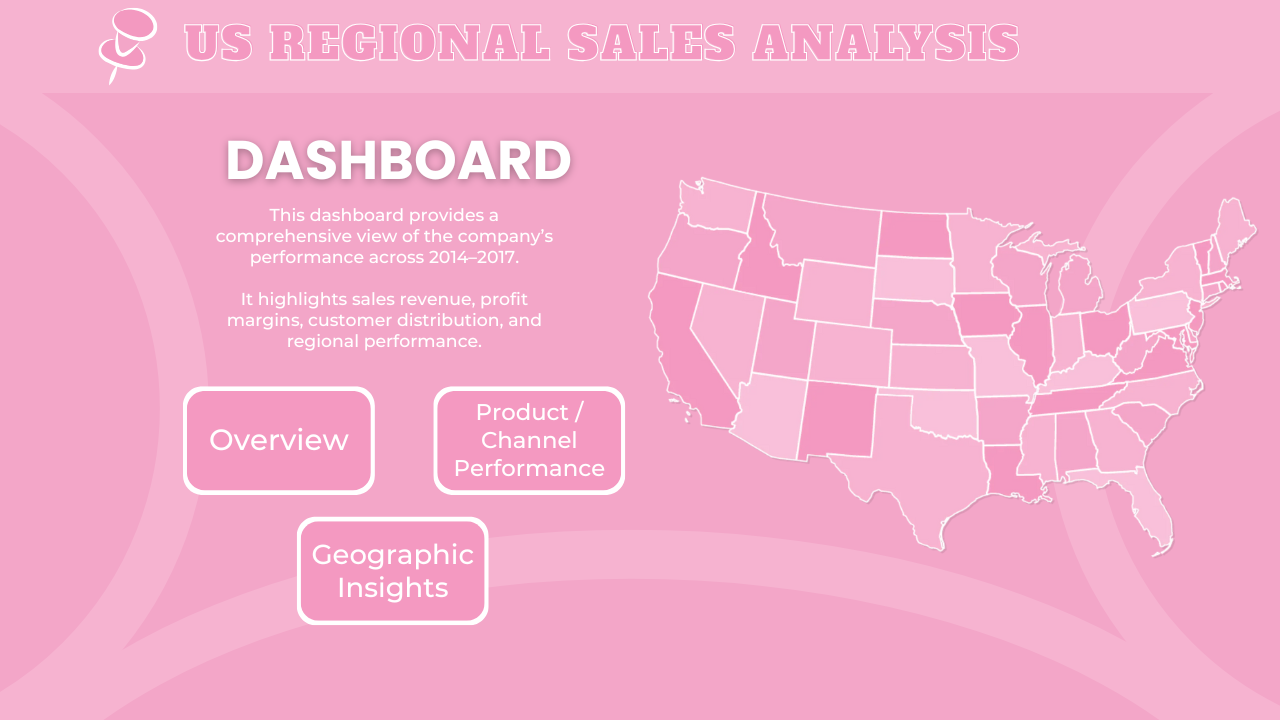 US REGIONAL SALES ANALYSIS
DASHBOARD
This dashboard provides a
comprehensive view of the company’s
performance across 2014–2017.
It highlights sales revenue, profit
margins, customer distribution, and
regional performance.
Overview
Product /
Channel
Performance
Geographic
Insights